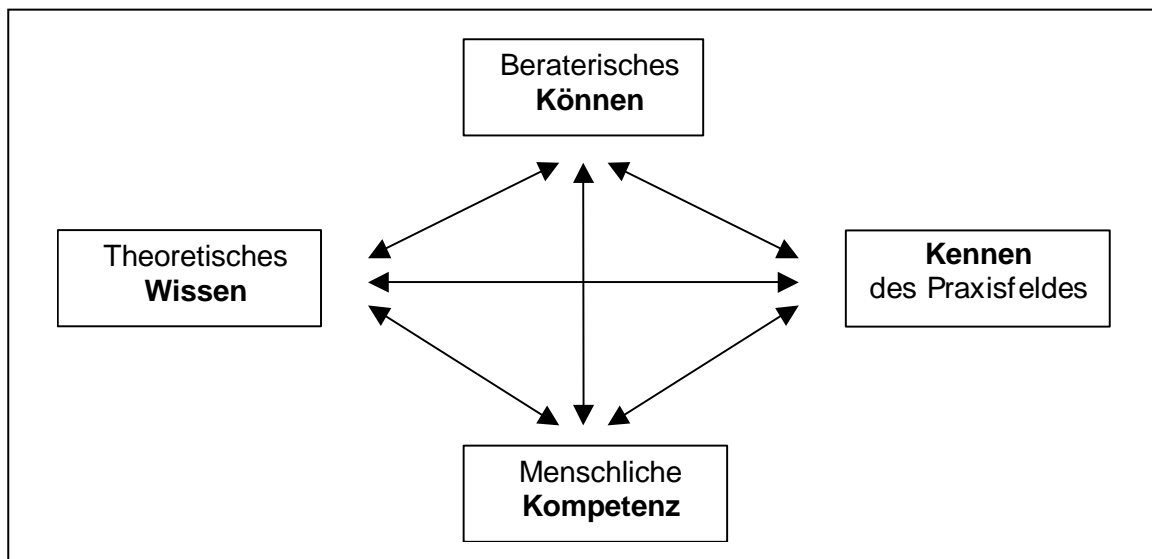 Beraterisches
Können
Theoretisches
Wissen
Kennen
des Praxisfeldes
Menschliche
Kompetenz